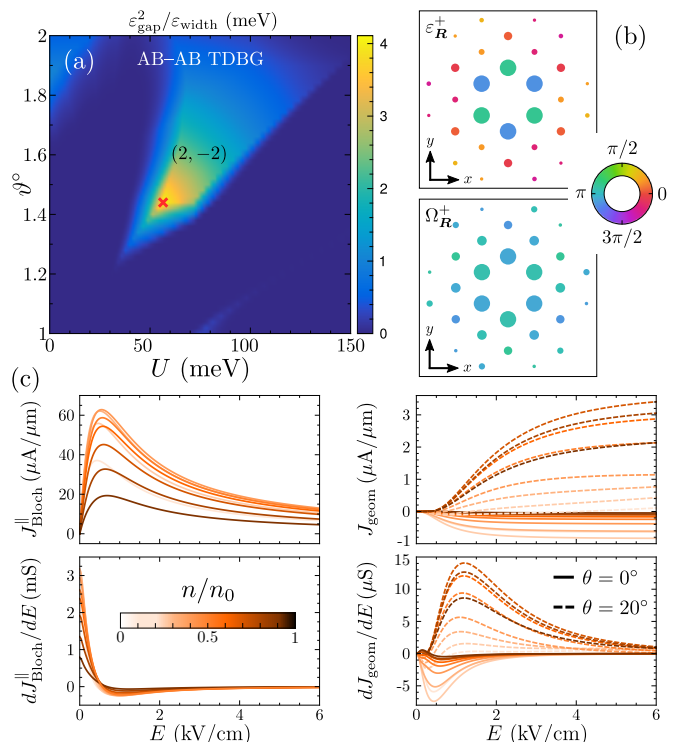 ε²gap/εwidth (meV)
(a)
AB–AB TDBG
(2, −2)
2
1.8
1.6
1.4
1.2
1
ϑ°
0
50
100
150
U (meV)
4
3
2
1
0
(b)
ε⁺R
y
x
π/2
π
0
3π/2
Ω⁺R
y
x
(c)
J∥Bloch (μA/μm)
60
40
20
0
Jgeom (μA/μm)
3
2
1
0
-1
dJ∥Bloch/dE (mS)
3
2
1
0
n/n₀
0
0.5
1
0
2
4
6
E (kV/cm)
dJgeom/dE (μS)
15
10
5
0
−5
θ = 0°
θ = 20°
0
2
4
6
E (kV/cm)